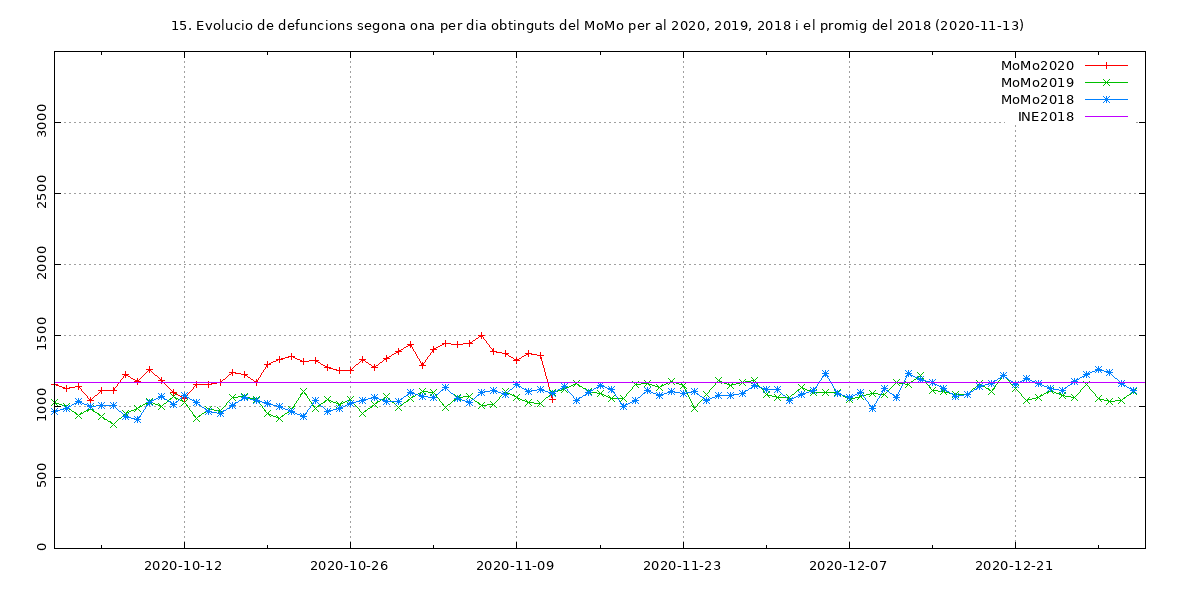 15. Evolucio de defuncions segona ona per dia obtinguts del MoMo per al 2020, 2019, 2018 i el promig del 2018 (2020-11-13)
MoMo2020
MoMo2019
MoMo2018
INE2018
3000
2500
2000
1500
1000
500
0
2020-10-12 2020-10-26 2020-11-09 2020-11-23 2020-12-07 2020-12-21